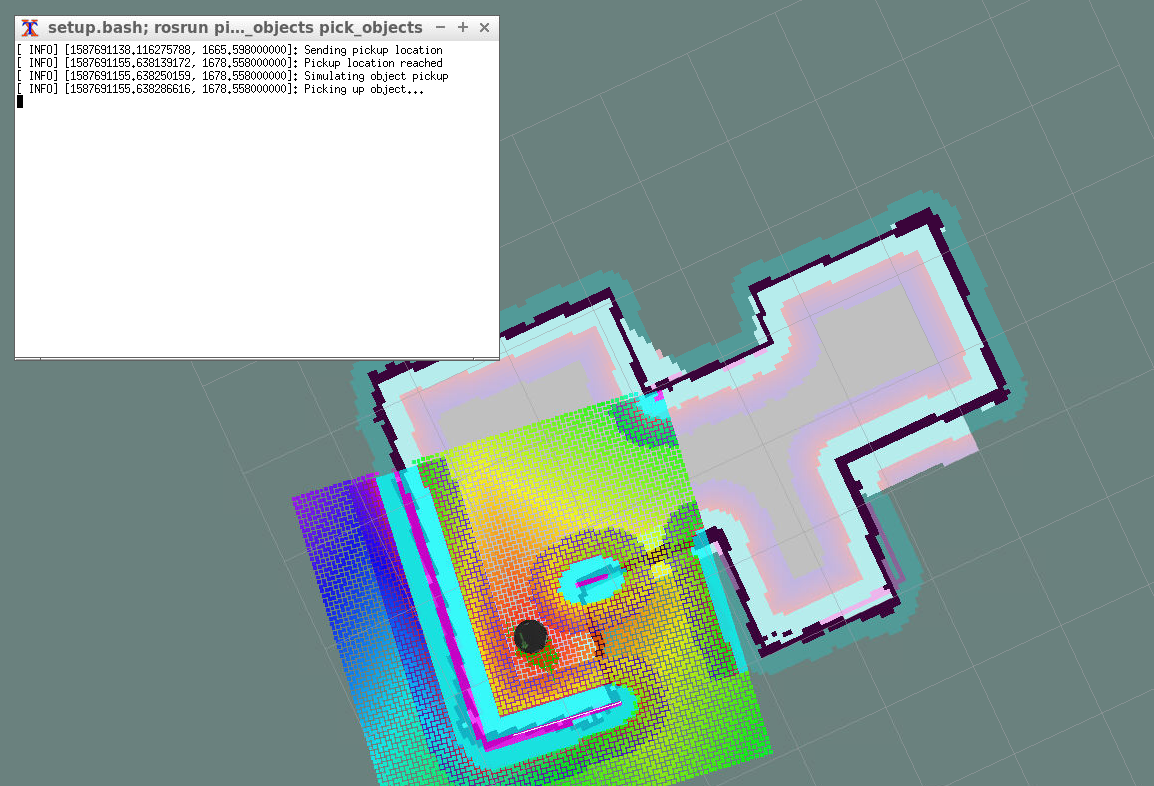 setup.bash; rosrun pi..._objects pick_objects
[ INFO] [1587691138.116275788, 1665.598000000]: Sending pickup location
[ INFO] [1587691155.638139172, 1678.558000000]: Pickup location reached
[ INFO] [1587691155.638250159, 1678.558000000]: Simulating object pickup
[ INFO] [1587691155.638286616, 1678.558000000]: Picking up object...